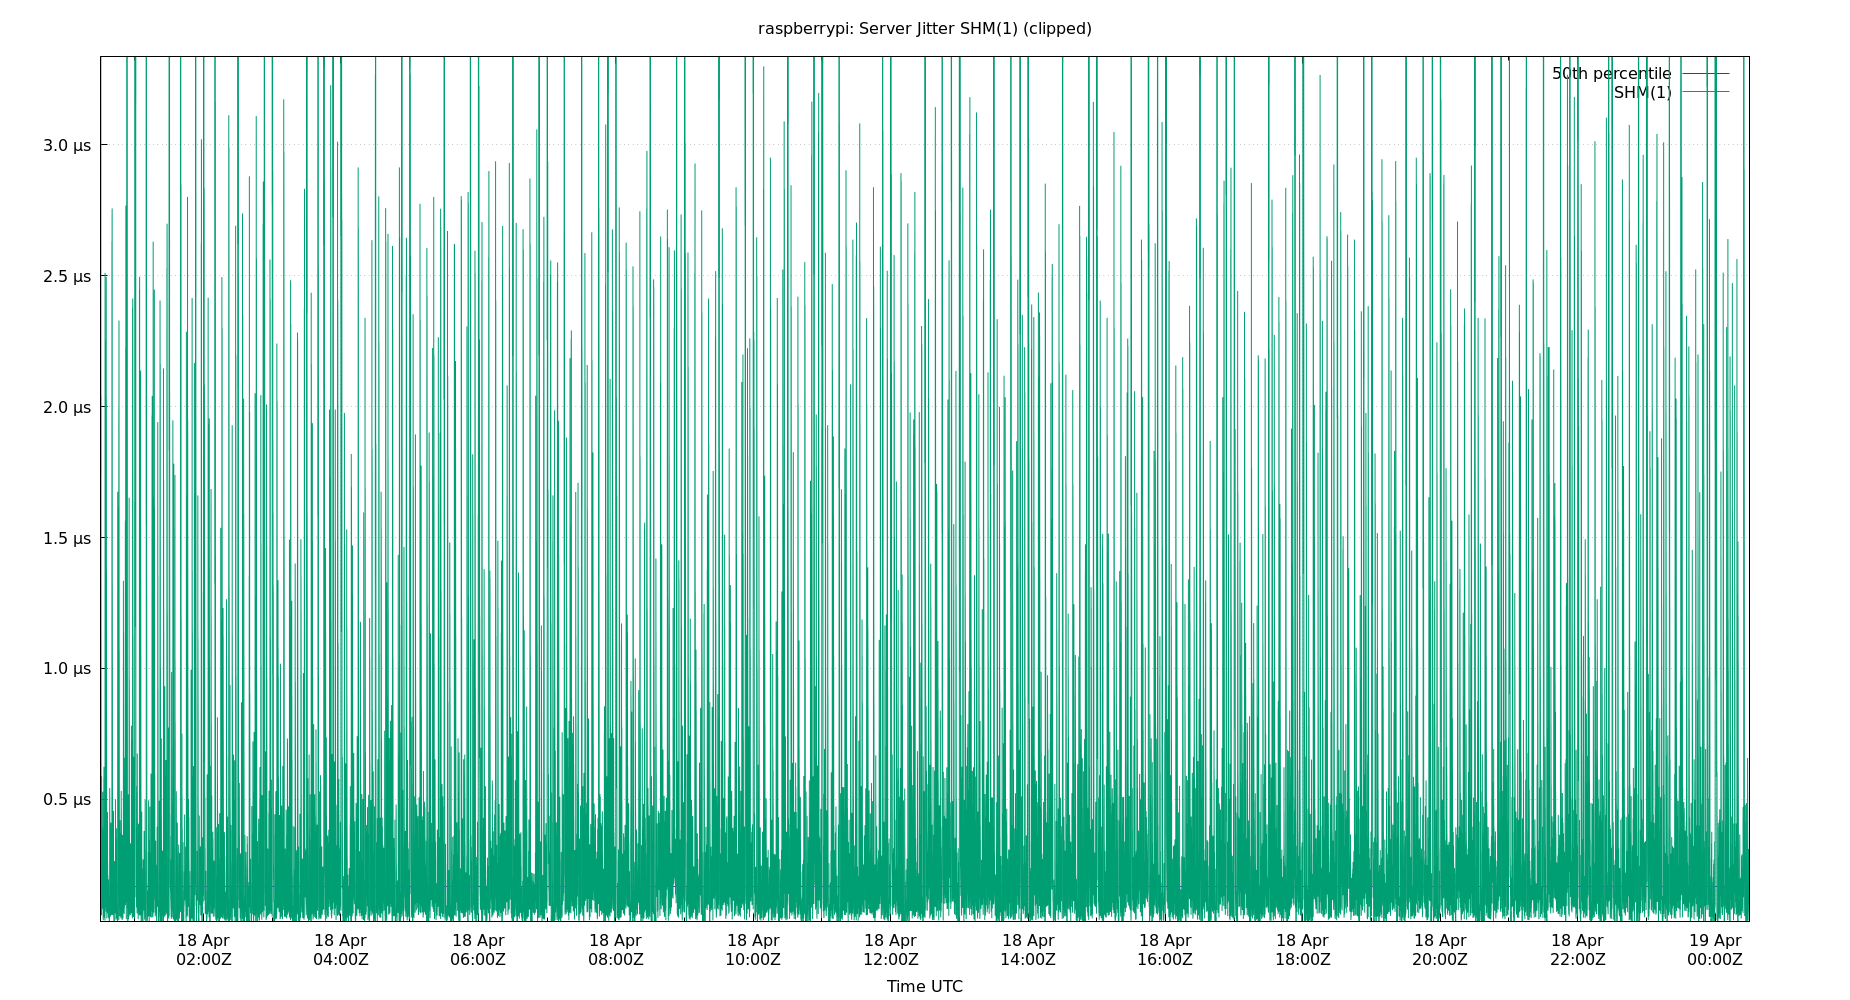 raspberrypi: Server Jitter SHM(1) (clipped)
50th percentile
SHM(1)
3.0 µs
2.5 µs
2.0 µs
1.5 µs
1.0 µs
0.5 µs
18 Apr 18 Apr 18 Apr 18 Apr 18 Apr 18 Apr 18 Apr 18 Apr 18 Apr 18 Apr 18 Apr 19 Apr
02:00Z 04:00Z 06:00Z 08:00Z 10:00Z 12:00Z 14:00Z 16:00Z 18:00Z 20:00Z 22:00Z 00:00Z
Time UTC